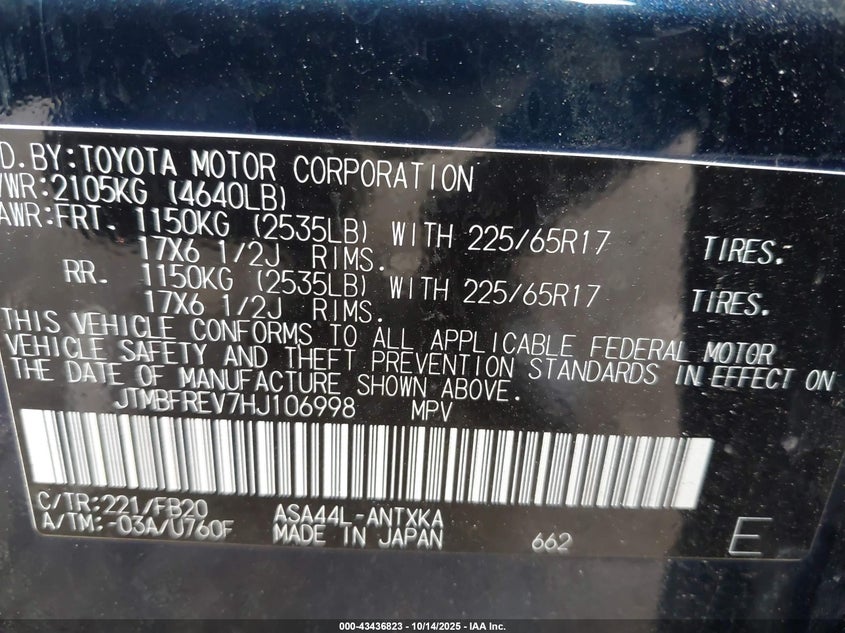 D. BY:TOYOTA MOTOR CORPORATION
VWR:2105KG (4640LB)
AWR:FRT. 1150KG (2535LB) WITH 225/65R17 TIRES.
17X6 1/2J RIMS.
RR. 1150KG (2535LB) WITH 225/65R17 TIRES.
17X6 1/2J RIMS.
THIS VEHICLE CONFORMS TO ALL APPLICABLE FEDERAL MOTOR
VEHICLE SAFETY AND THEFT PREVENTION STANDARDS IN EFFECT ON
THE DATE OF MANUFACTURE SHOWN ABOVE.
JTMBFREV7HJ106998 MPV
C/TR:221/FB20 ASA44L-ANTXKA
A/TM:-03A/U760F MADE IN JAPAN 662 E
000-43436823 - 10/14/2025 - IAA Inc.